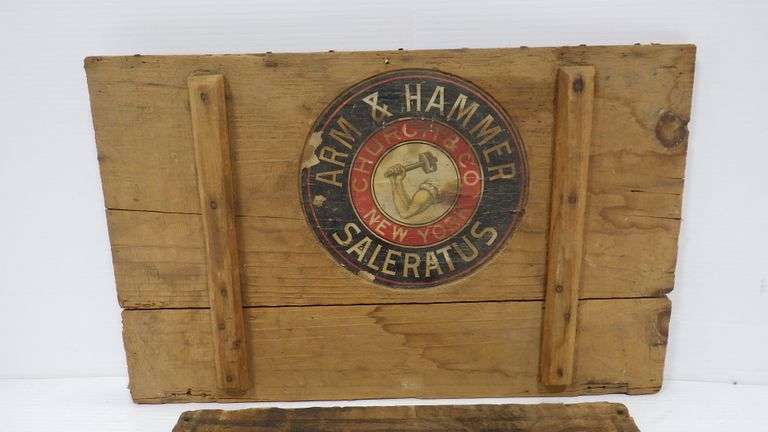 ARM & HAMMER
CHURCH & CO
NEW YORK
SALERATUS